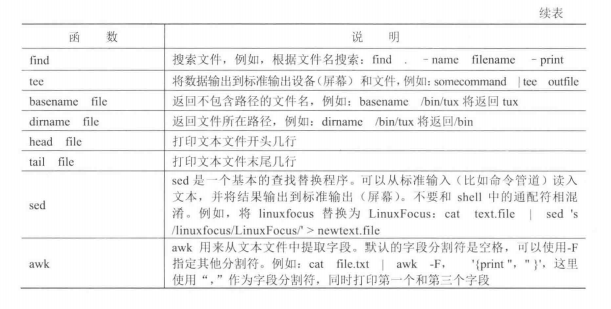 续表
函 数 说 明
find 搜索文件，例如，根据文件名搜索：find . -name filename -print
tee 将数据输出到标准输出设备（屏幕）和文件，例如：somecommand | tee outfile
basename file 返回不包含路径的文件名，例如：basename /bin/tux 将返回 tux
dirname file 返回文件所在路径，例如：dirname /bin/tux 将返回/bin
head file 打印文本文件开头几行
tail file 打印文本文件末尾几行
sed 是一个基本的查找替换程序。可以从标准输入（比如命令管道）读入
文本，并将结果输出到标准输出（屏幕）。不要和 shell 中的通配符相混
sed 淆。例如，将 linuxfocus 替换为 LinuxFocus：cat text.file | sed 's
/linuxfocus/LinuxFocus/' > newtext.file
awk 用来从文本文件中提取字段。默认的字段分割符是空格，可以使用-F
awk 指定其他分割符。例如：cat file.txt | awk -F, '{print ", " }'，这里
使用“，”作为字段分割符，同时打印第一个和第三个字段